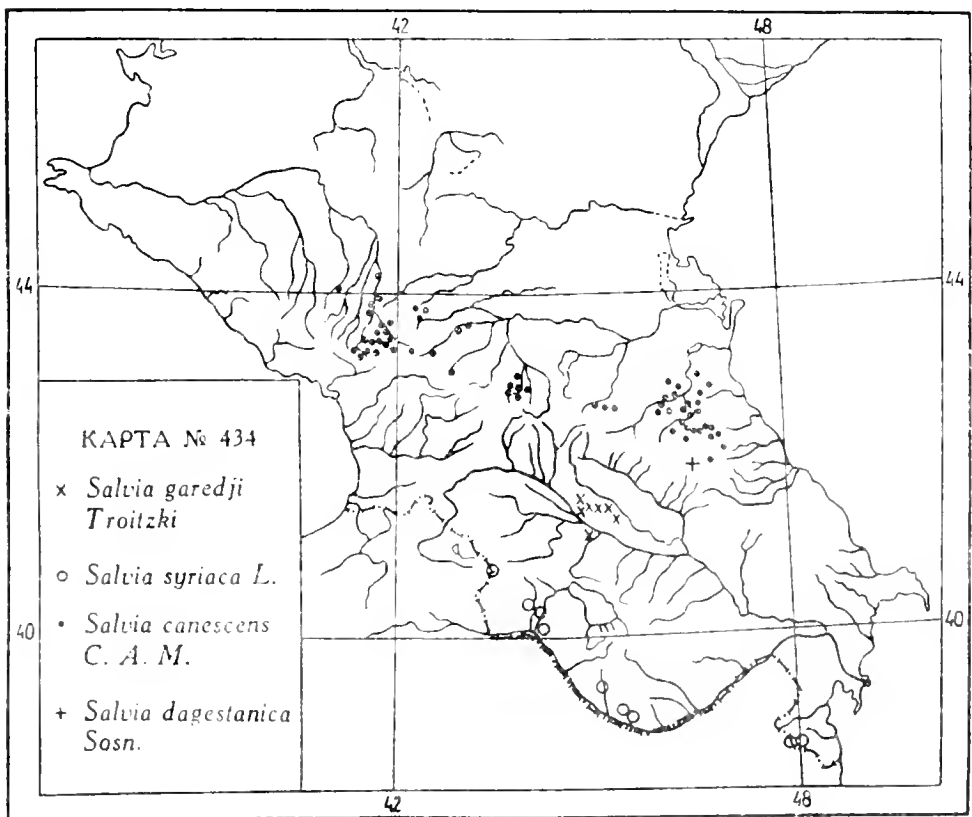 42 48
44 44
КАРТА № 434
× Salvia garedji
Troitzki
○ Salvia syriaca L.
• Salvia canescens
C. A. M.
+ Salvia dagestanica
Sosn.
40 40
42 48